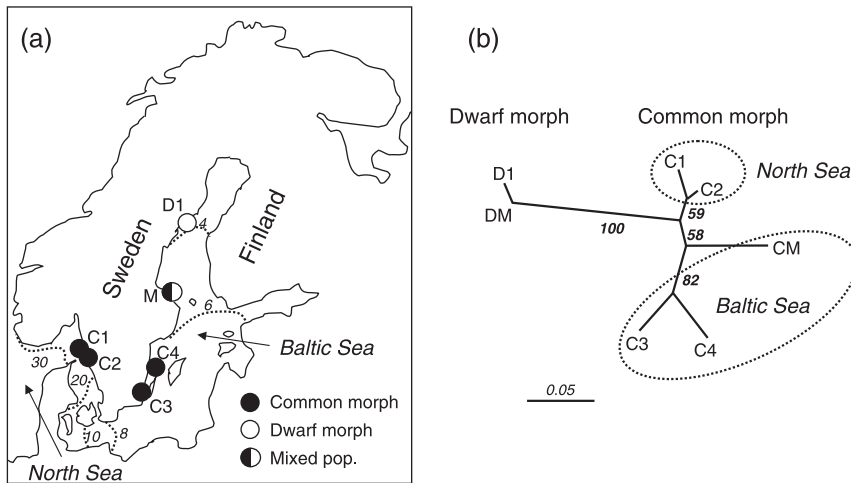 (a)
D1
4
Sweden
Finland
M
6
C1
C2
C4
C3
Baltic Sea
30
20
10
8
North Sea
Common morph
Dwarf morph
Mixed pop.
(b)
Dwarf morph
Common morph
D1
DM
100
C1
C2
North Sea
59
58
CM
82
Baltic Sea
C3
C4
0.05